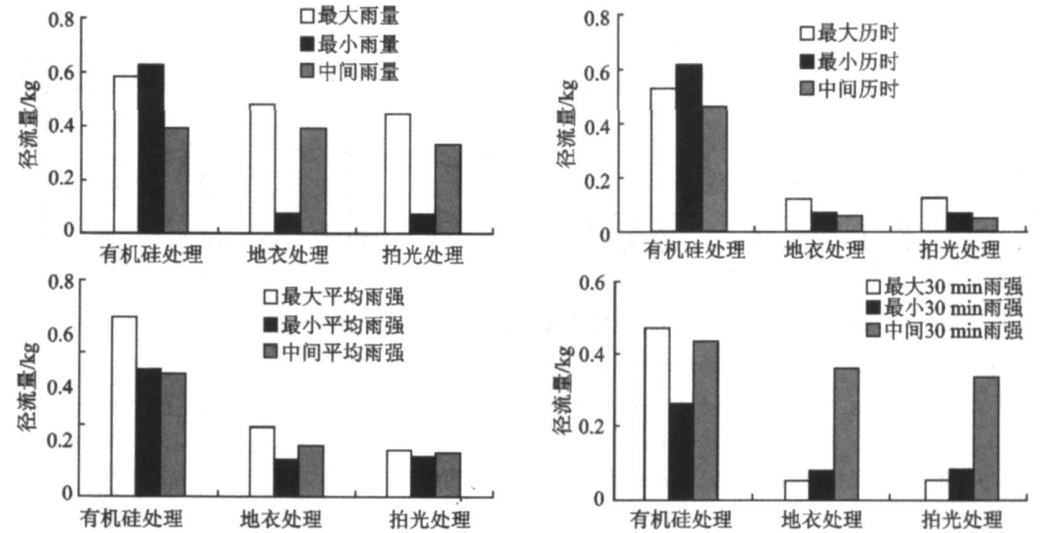 径流量/kg
0.8
0.6
0.4
0.2
0
最大雨量
最小雨量
中间雨量
有机硅处理 地衣处理 拍光处理
径流量/kg
0.8
0.6
0.4
0.2
0
最大历时
最小历时
中间历时
有机硅处理 地衣处理 拍光处理
径流量/kg
0.8
0.6
0.4
0.2
0
最大平均雨强
最小平均雨强
中间平均雨强
有机硅处理 地衣处理 拍光处理
径流量/kg
0.6
0.4
0.2
0
最大30 min雨强
最小30 min雨强
中间30 min雨强
有机硅处理 地衣处理 拍光处理